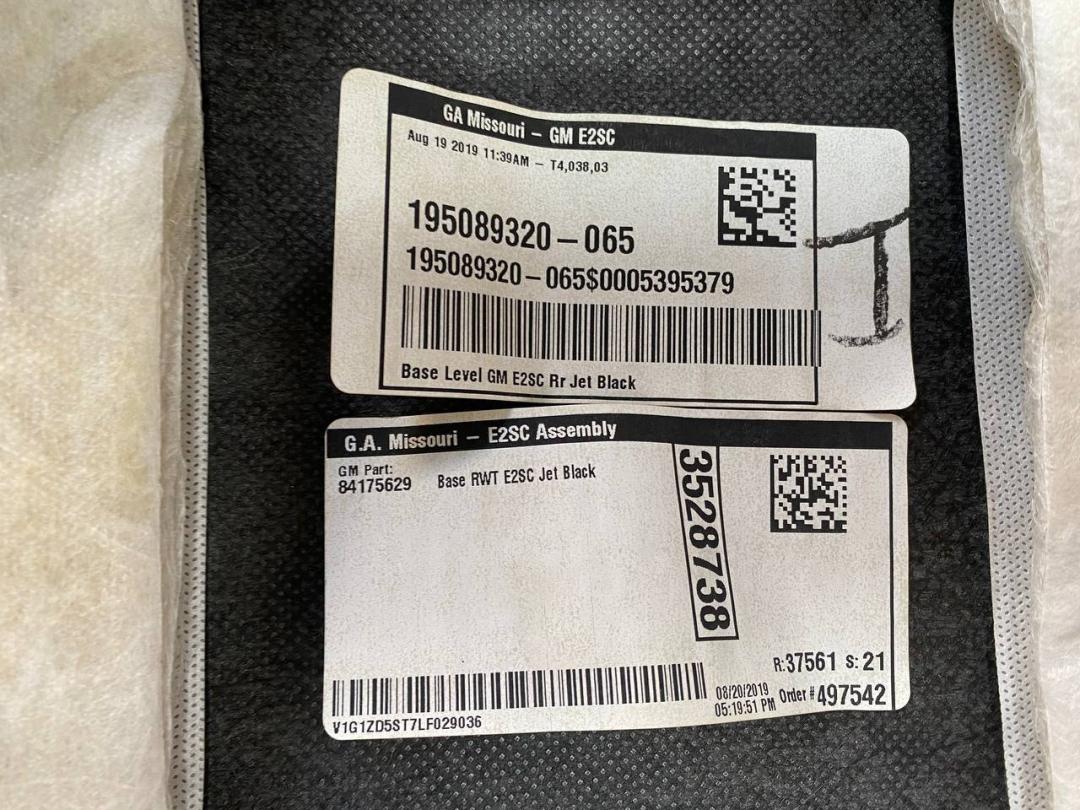 GA Missouri – GM E2SC
Aug 19 2019 11:39AM – T4,038,03
195089320–065
195089320–065$0005395379
Base Level GM E2SC Rr Jet Black
I
G.A. Missouri – E2SC Assembly
GM Part:
84175629 Base RWT E2SC Jet Black
3528738
R:37561 S:21
08/20/2019
05:19:51 PM Order # 497542
V1G1ZD5ST7LF029036